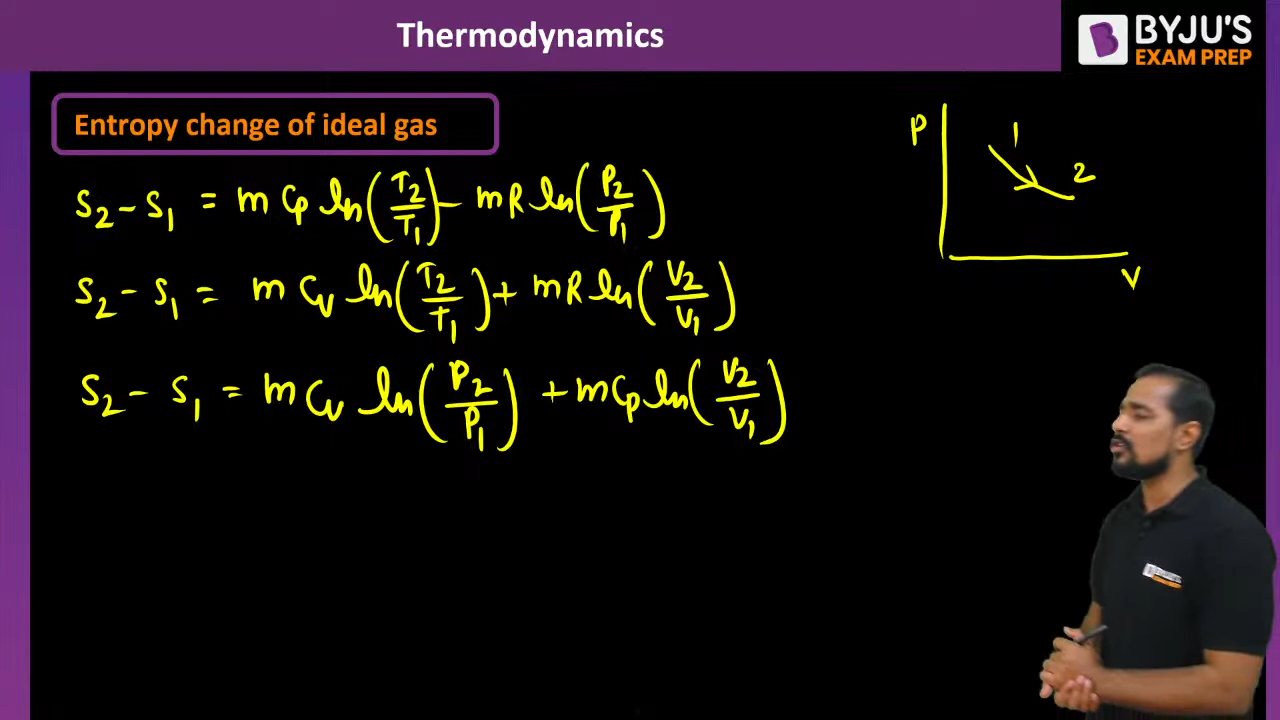 Thermodynamics
BYJU'S
EXAM PREP
Entropy change of ideal gas
S₂ - S₁ = m Cp ln(T₂/T₁) - mR ln(P₂/P₁)
S₂ - S₁ = m Cv ln(T₂/T₁) + mR ln(V₂/V₁)
S₂ - S₁ = m Cv ln(P₂/P₁) + m Cp ln(V₂/V₁)
P
1
2
V